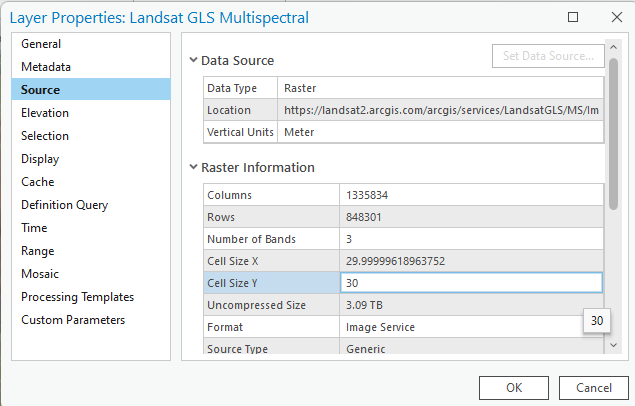 Layer Properties: Landsat GLS Multispectral
General
Metadata
Source
Elevation
Selection
Display
Cache
Definition Query
Time
Range
Mosaic
Processing Templates
Custom Parameters
Set Data Source...
Data Source
Data Type Raster
Location https://landsat2.arcgis.com/arcgis/services/LandsatGLS/MS/Im
Vertical Units Meter
Raster Information
Columns 1335834
Rows 848301
Number of Bands 3
Cell Size X 29.99999618963752
Cell Size Y 30
Uncompressed Size 3.09 TB
30
Format Image Service
Source Type Generic
OK Cancel